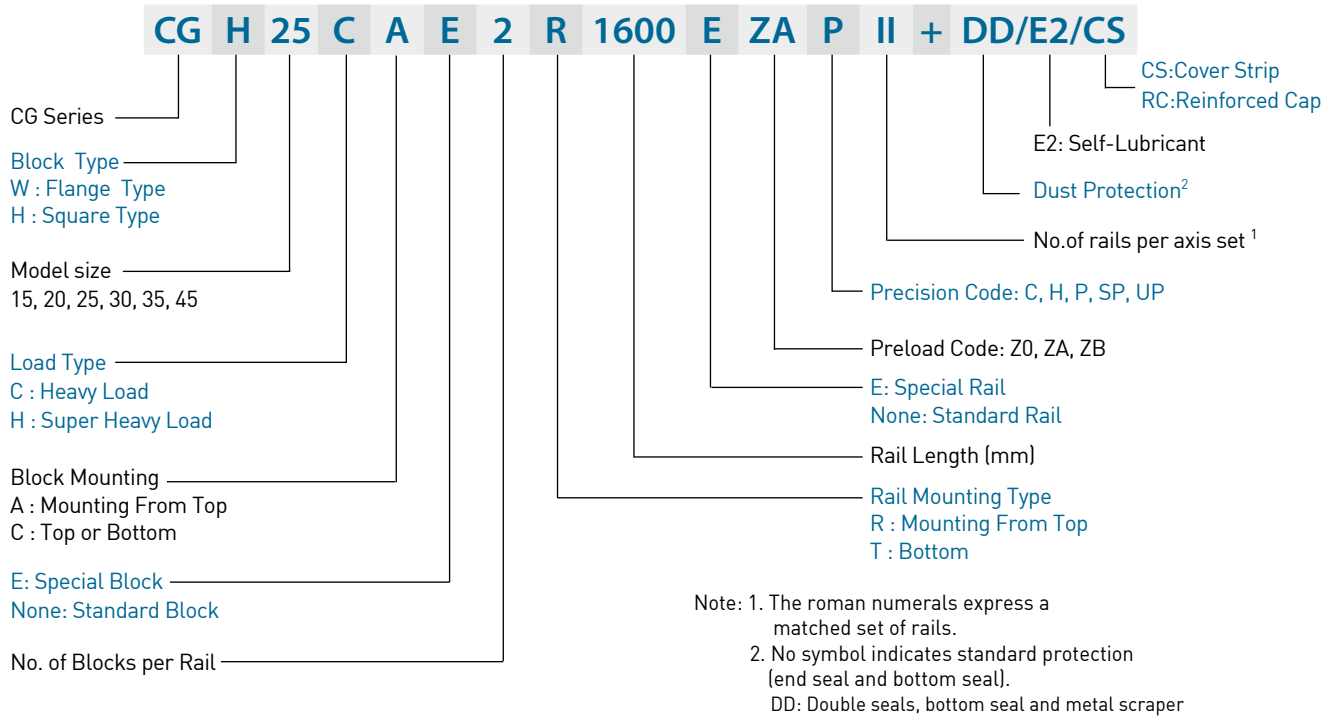 CG H 25 C A E 2 R 1600 E ZA P II + DD/E2/CS
CG Series
Block Type
W : Flange Type
H : Square Type
Model size
15, 20, 25, 30, 35, 45
Load Type
C : Heavy Load
H : Super Heavy Load
Block Mounting
A : Mounting From Top
C : Top or Bottom
E: Special Block
None: Standard Block
No. of Blocks per Rail
CS:Cover Strip
RC:Reinforced Cap
E2: Self-Lubricant
Dust Protection2
No.of rails per axis set 1
Precision Code: C, H, P, SP, UP
Preload Code: Z0, ZA, ZB
E: Special Rail
None: Standard Rail
Rail Length (mm)
Rail Mounting Type
R : Mounting From Top
T : Bottom
Note: 1. The roman numerals express a
matched set of rails.
2. No symbol indicates standard protection
(end seal and bottom seal).
DD: Double seals, bottom seal and metal scraper